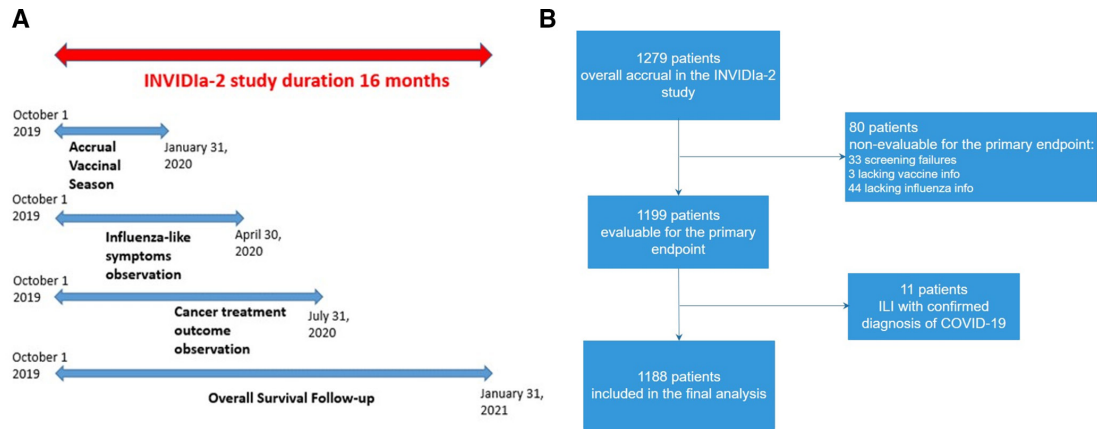 A
INVIDIa-2 study duration 16 months
October 1
2019
Accrual
Vaccinal
Season
January 31,
2020
October 1
2019
Influenza-like
symptoms
observation
April 30,
2020
October 1
2019
Cancer treatment
outcome
observation
July 31,
2020
October 1
2019
Overall Survival Follow-up
January 31,
2021
B
1279 patients
overall accrual in the INVIDIa-2
study
80 patients
non-evaluable for the primary endpoint:
33 screening failures
3 lacking vaccine info
44 lacking influenza info
1199 patients
evaluable for the primary
endpoint
11 patients
ILI with confirmed
diagnosis of COVID-19
1188 patients
included in the final analysis